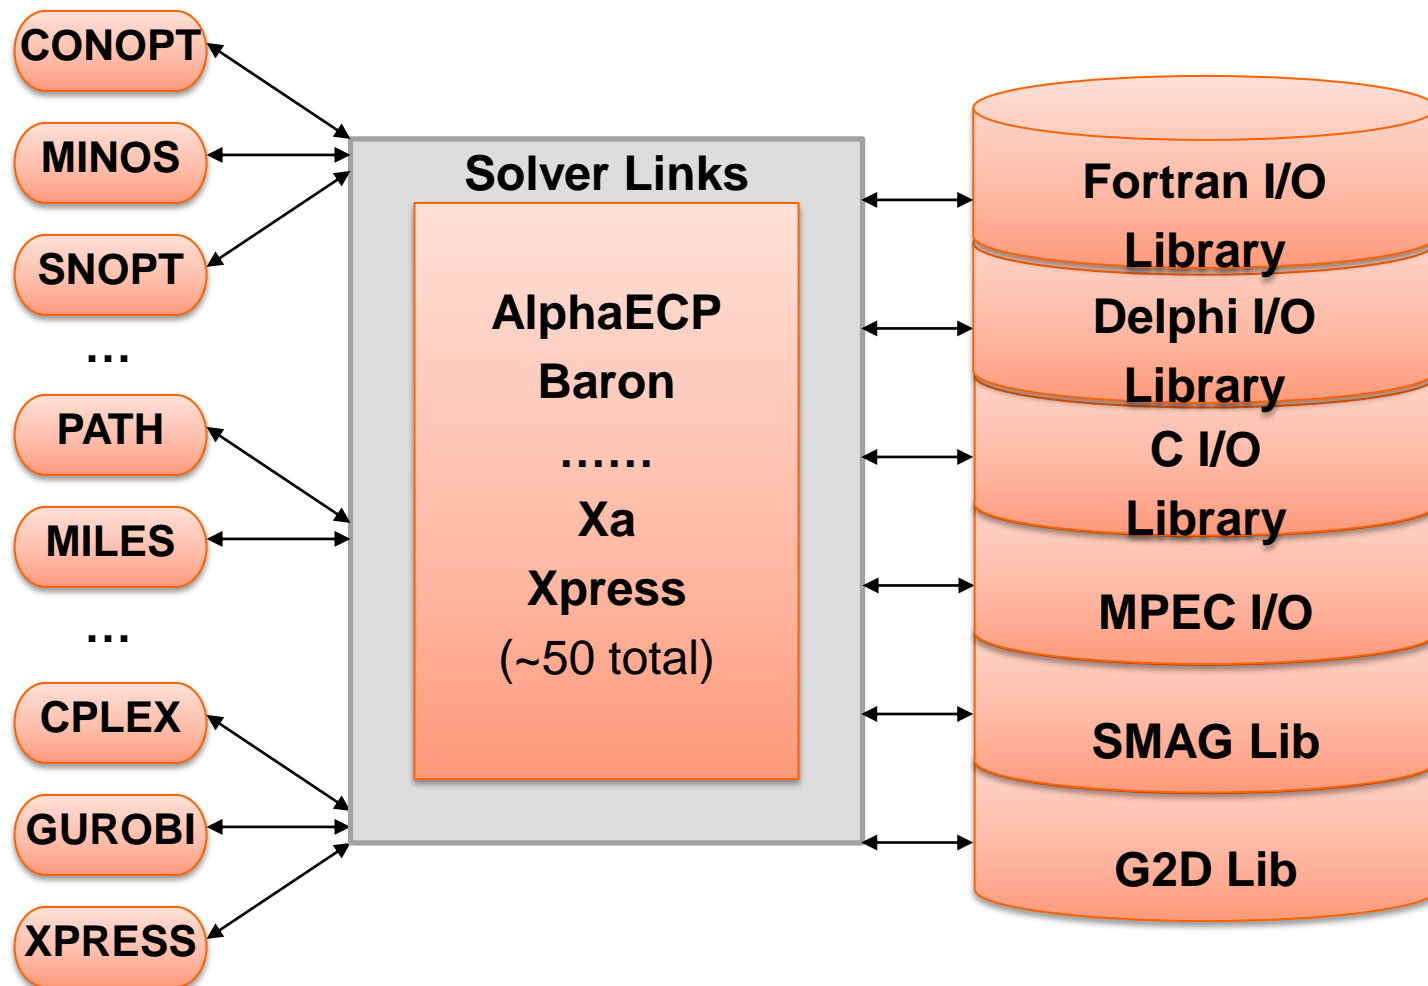 CONOPT
MINOS
SNOPT
...
PATH
MILES
...
CPLEX
GUROBI
XPRESS
Solver Links
AlphaECP
Baron
......
Xa
Xpress
(~50 total)
Fortran I/O
Library
Delphi I/O
Library
C I/O
Library
MPEC I/O
SMAG Lib
G2D Lib